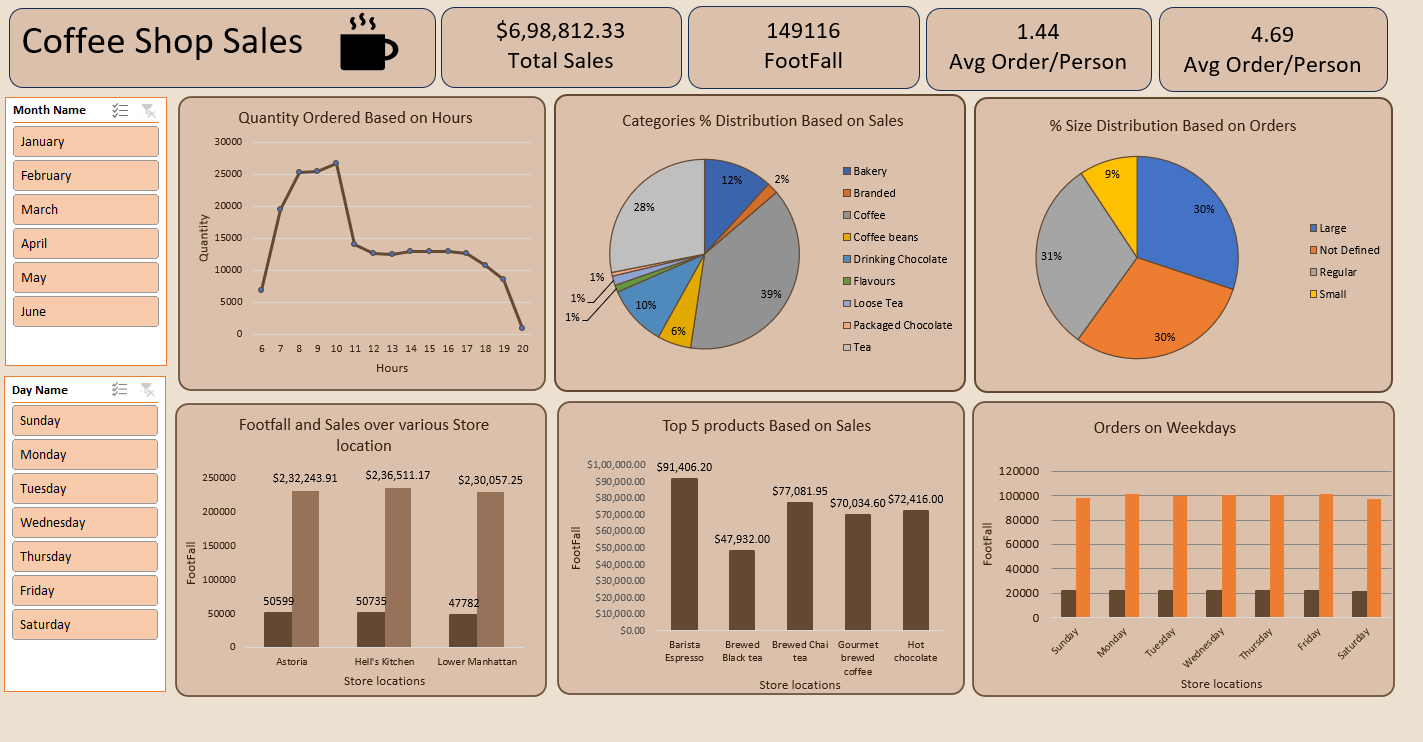 Coffee Shop Sales
$6,98,812.33
Total Sales
149116
FootFall
1.44
Avg Order/Person
4.69
Avg Order/Person
Month Name
January
February
March
April
May
June
Day Name
Sunday
Monday
Tuesday
Wednesday
Thursday
Friday
Saturday
Quantity Ordered Based on Hours
Quantity
30000
25000
20000
15000
10000
5000
0
6 7 8 9 10 11 12 13 14 15 16 17 18 19 20
Hours
Categories % Distribution Based on Sales
12%
2%
39%
6%
10%
1%
1%
1%
28%
Bakery
Branded
Coffee
Coffee beans
Drinking Chocolate
Flavours
Loose Tea
Packaged Chocolate
Tea
% Size Distribution Based on Orders
30%
30%
31%
9%
Large
Not Defined
Regular
Small
Footfall and Sales over various Store
location
FootFall
250000
200000
150000
100000
50000
0
$2,32,243.91
$2,36,511.17
$2,30,057.25
50599
50735
47782
Astoria
Hell's Kitchen
Lower Manhattan
Store locations
Top 5 products Based on Sales
FootFall
$1,00,000.00
$90,000.00
$80,000.00
$70,000.00
$60,000.00
$50,000.00
$40,000.00
$30,000.00
$20,000.00
$10,000.00
$0.00
$91,406.20
$47,932.00
$77,081.95
$70,034.60
$72,416.00
Barista
Espresso
Brewed
Black tea
Brewed Chai
tea
Gourmet
brewed
coffee
Hot
chocolate
Store locations
Orders on Weekdays
FootFall
120000
100000
80000
60000
40000
20000
0
Sunday
Monday
Tuesday
Wednesday
Thursday
Friday
Saturday
Store locations